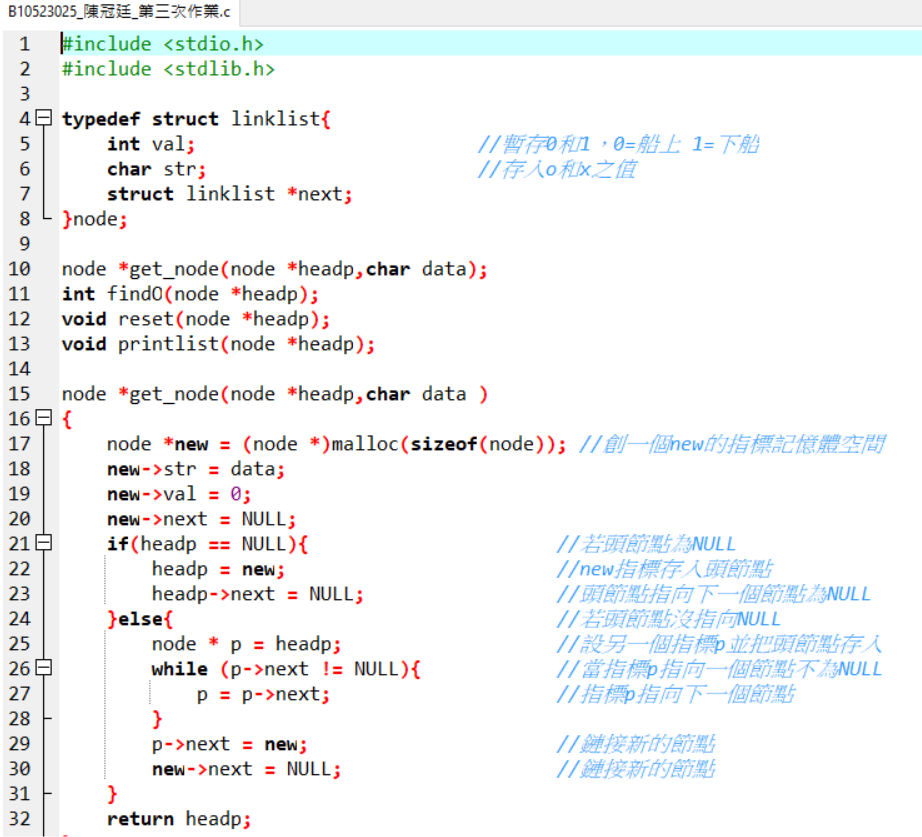 B10523025_陳冠廷_第三次作業.c
1 #include <stdio.h>
2 #include <stdlib.h>
3
4 typedef struct linklist{
5 int val; //暫存0和1，0=船上 1=下船
6 char str; //存入o和x之值
7 struct linklist *next;
8 }node;
9
10 node *get_node(node *headp,char data);
11 int findO(node *headp);
12 void reset(node *headp);
13 void printlist(node *headp);
14
15 node *get_node(node *headp,char data )
16 {
17 node *new = (node *)malloc(sizeof(node)); //創一個new的指標記憶體空間
18 new->str = data;
19 new->val = 0;
20 new->next = NULL;
21 if(headp == NULL){ //若頭節點為NULL
22 headp = new; //new指標存入頭節點
23 headp->next = NULL; //頭節點指向下一個節點為NULL
24 }else{ //若頭節點沒指向NULL
25 node * p = headp; //設另一個指標p並把頭節點存入
26 while (p->next != NULL){ //當指標p指向一個節點不為NULL
27 p = p->next; //指標p指向下一個節點
28 }
29 p->next = new; //鏈接新的節點
30 new->next = NULL; //鏈接新的節點
31 }
32 return headp;